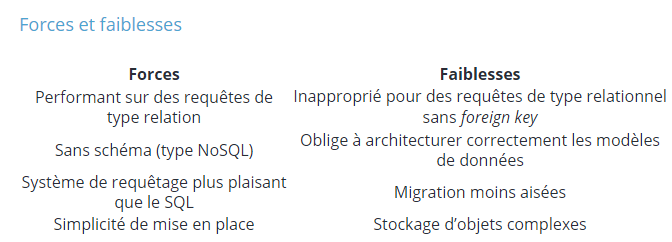 Forces et faiblesses
Forces
Faiblesses
Performant sur des requêtes de
type relation
Inapproprié pour des requêtes de type relationnel
sans foreign key
Sans schéma (type NoSQL)
Oblige à architecturer correctement les modèles
de données
Système de requêtage plus plaisant
que le SQL
Migration moins aisées
Simplicité de mise en place
Stockage d’objets complexes